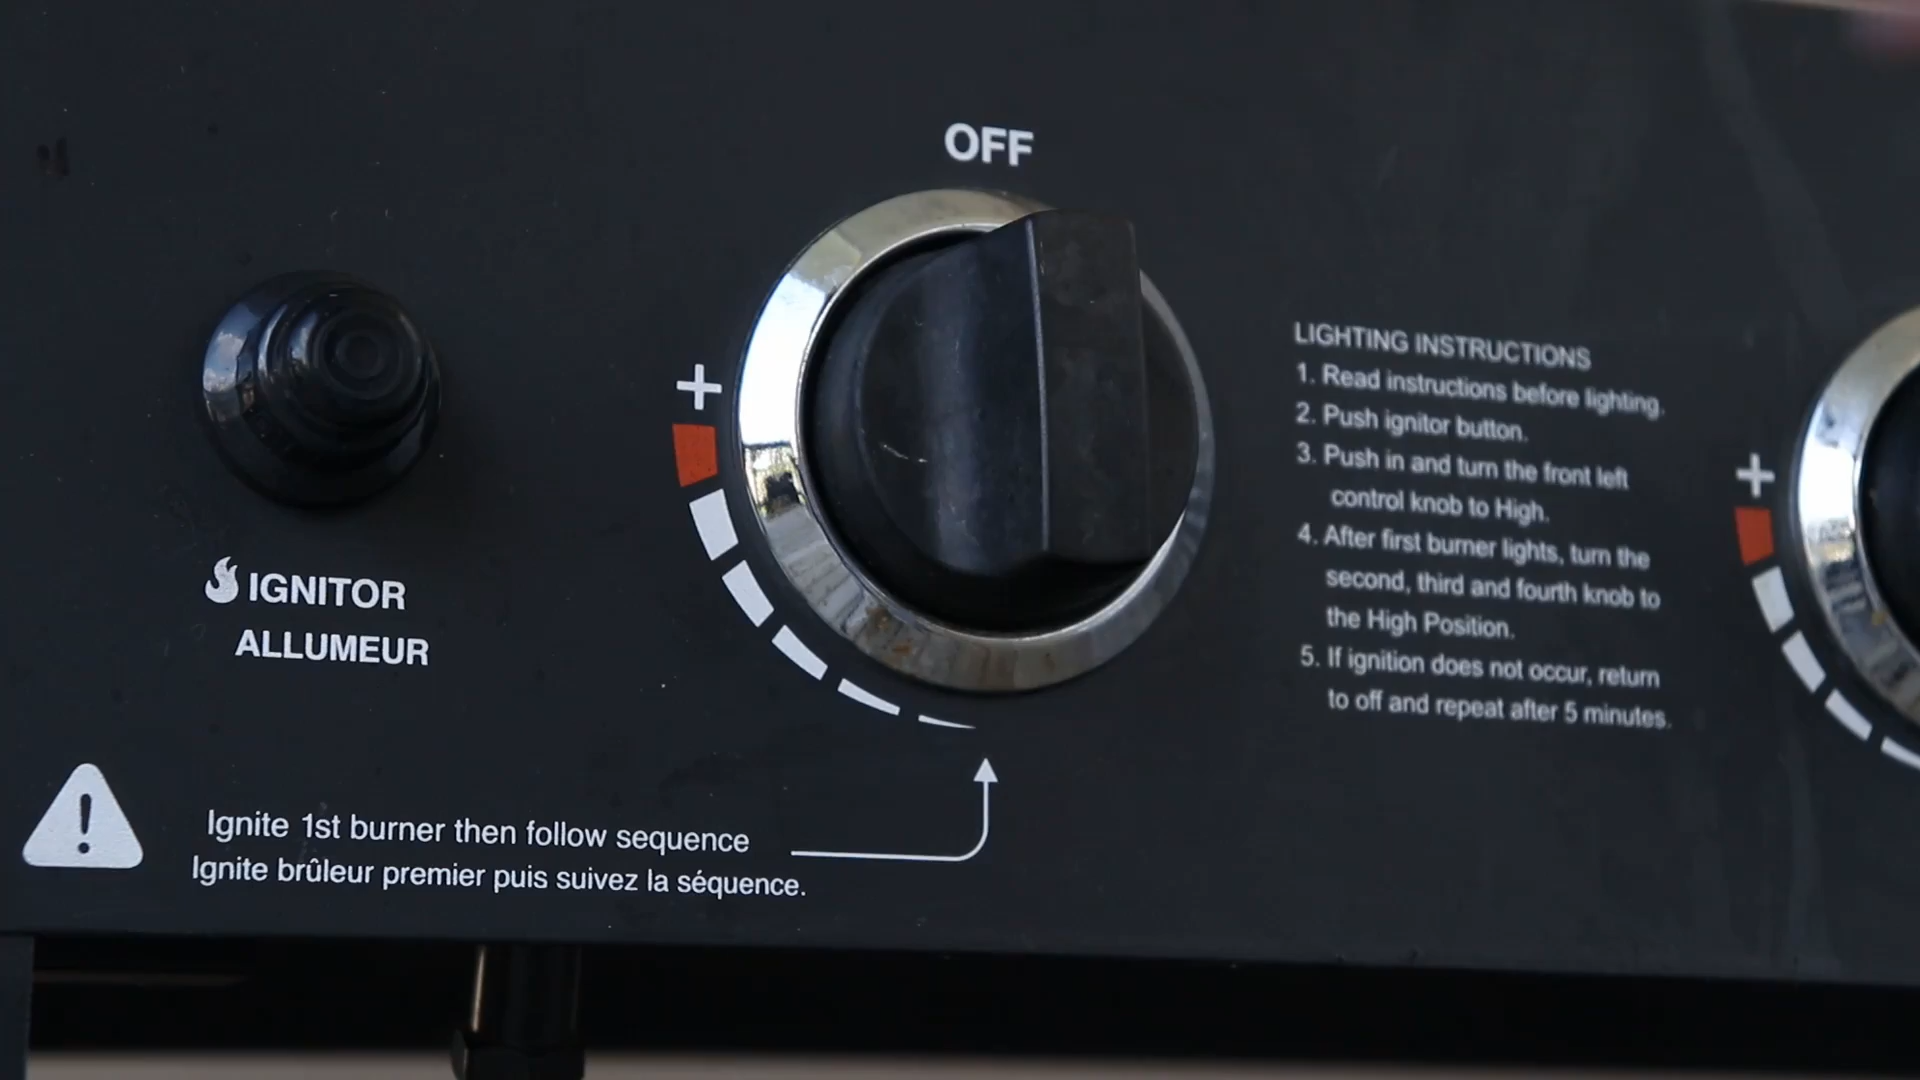 OFF
+
IGNITOR
ALLUMEUR
Ignite 1st burner then follow sequence
Ignite brûleur premier puis suivez la séquence.
LIGHTING INSTRUCTIONS
1. Read instructions before lighting.
2. Push ignitor button.
3. Push in and turn the front left
control knob to High.
4. After first burner lights, turn the
second, third and fourth knob to
the High Position.
5. If ignition does not occur, return
to off and repeat after 5 minutes.
+